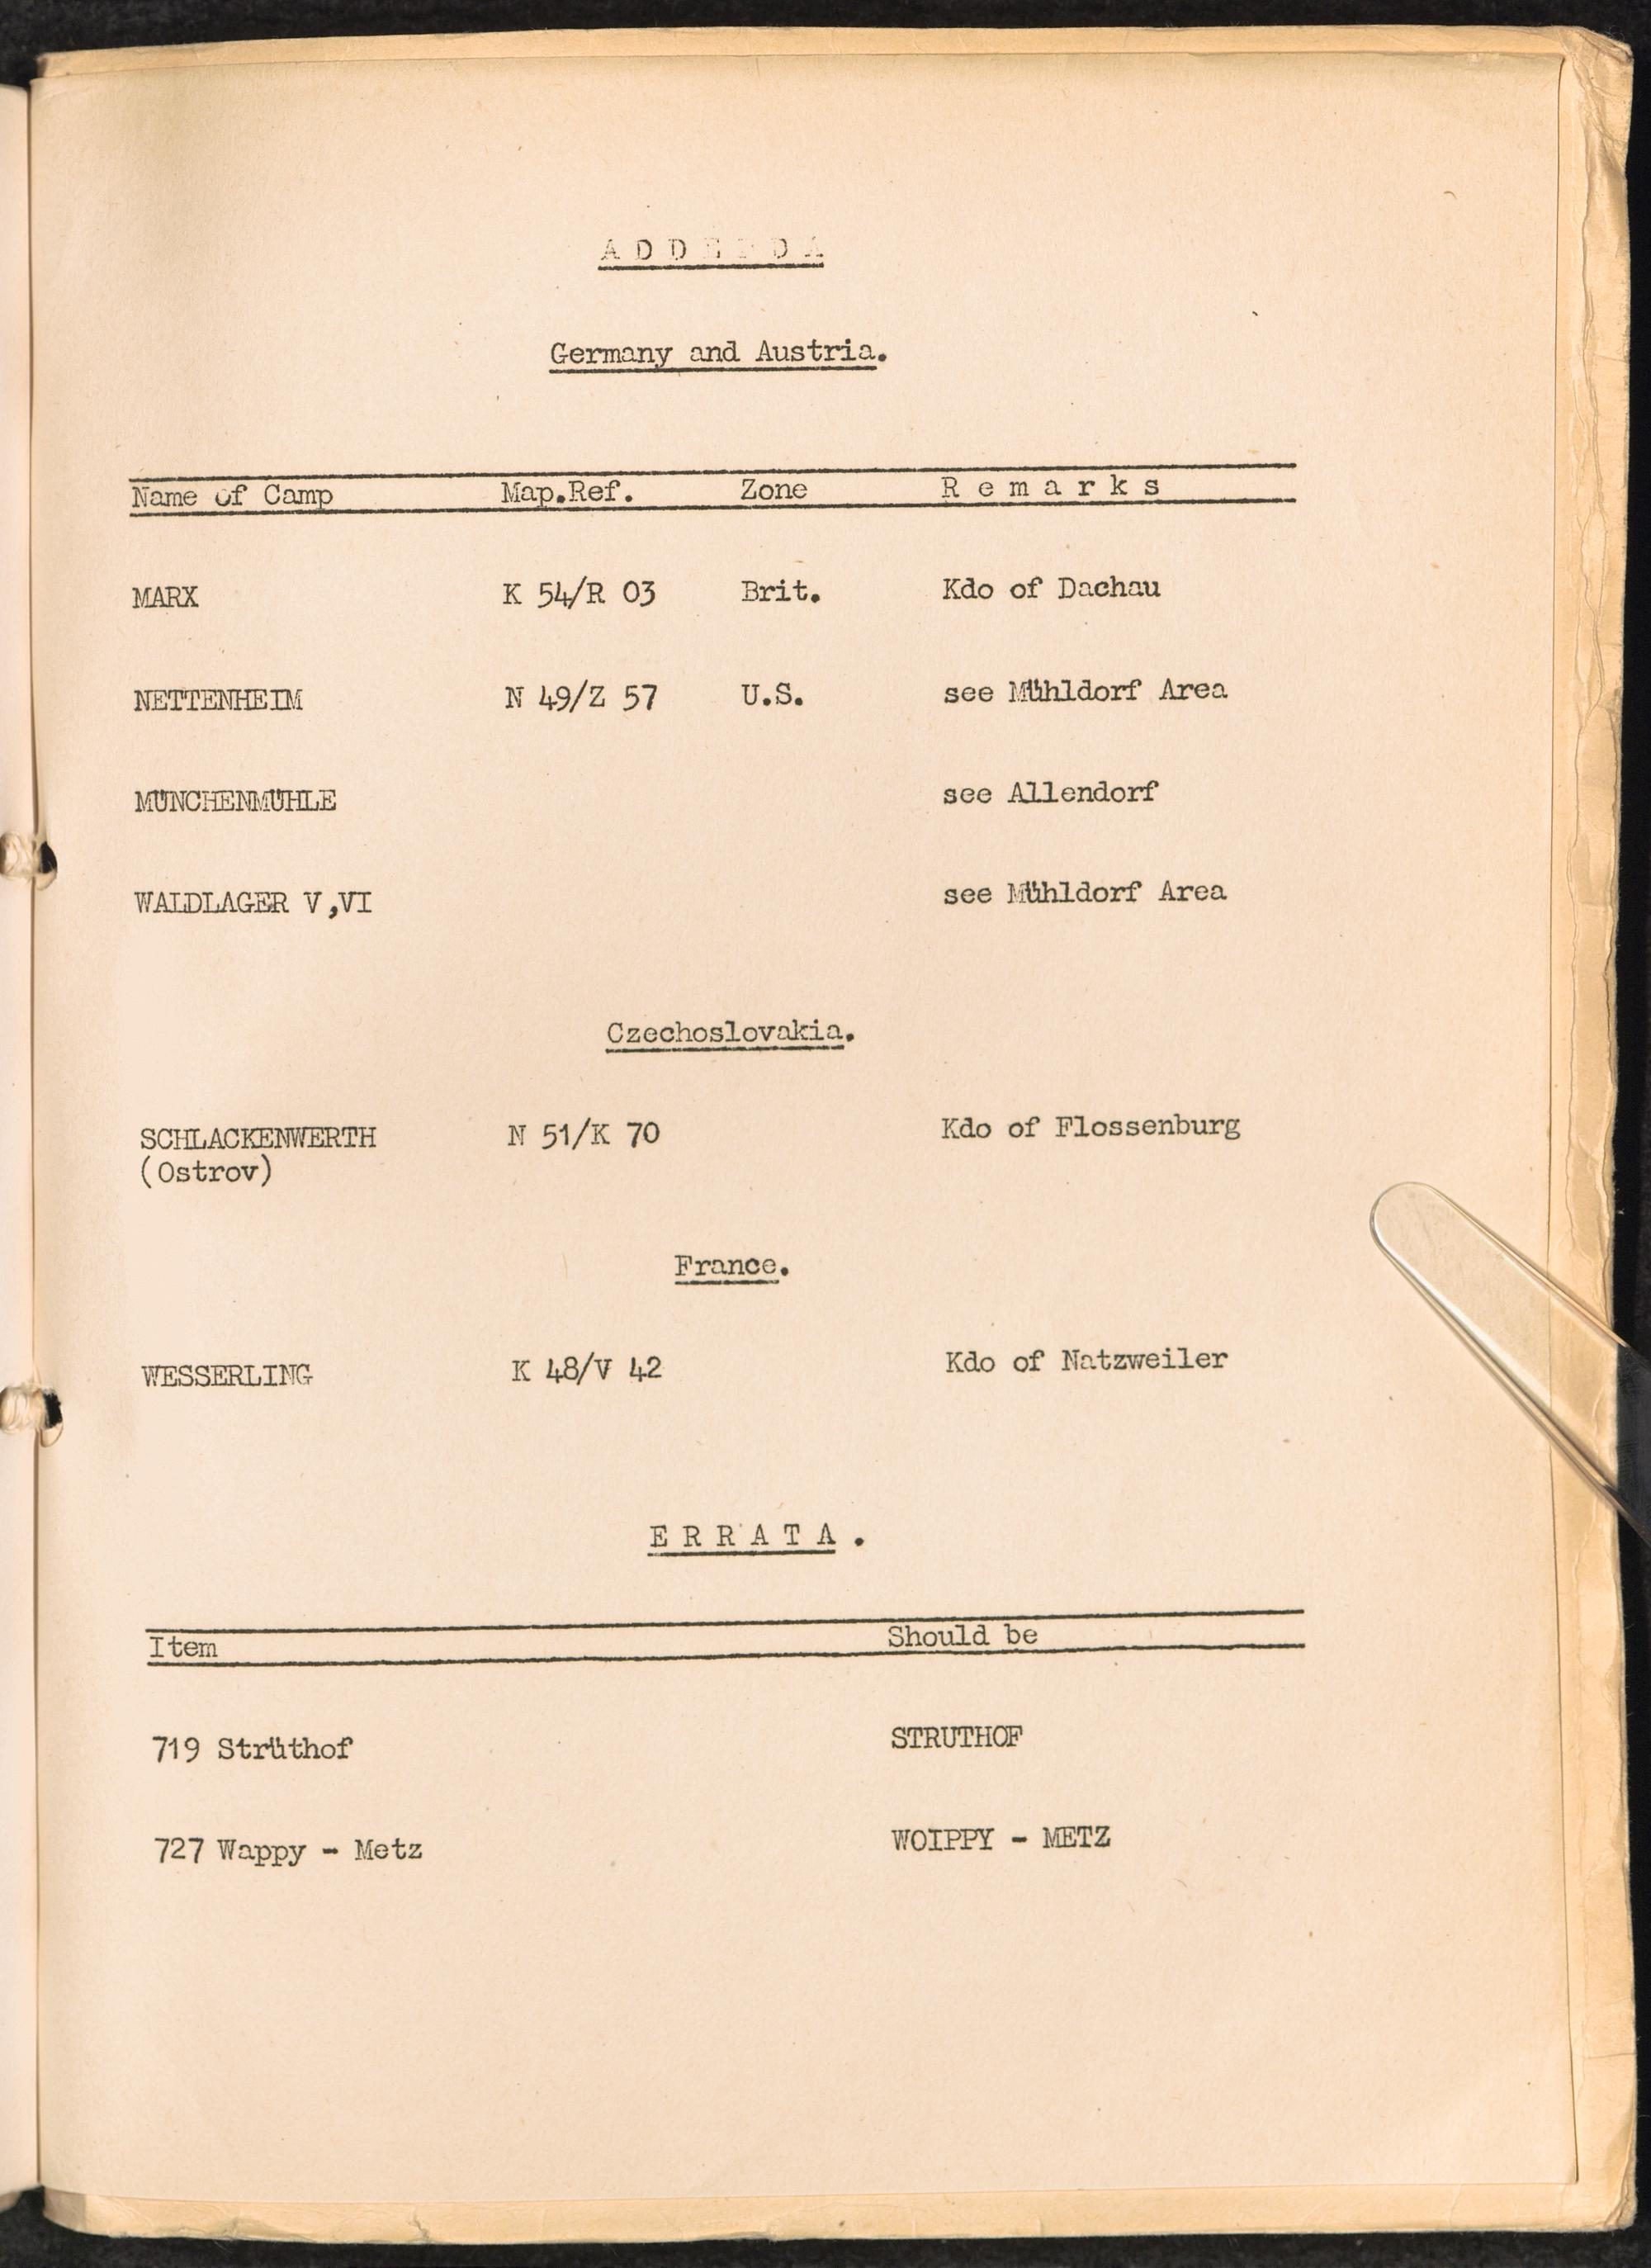 A D D E N D A
Germany and Austria.
Name of Camp Map.Ref. Zone R e m a r k s
MARX K 54/R 03 Brit. Kdo of Dachau
NETTENHEIM N 49/Z 57 U.S. see Mühldorf Area
MÜNCHENMÜHLE see Allendorf
WALDLAGER V,VI see Mühldorf Area
Czechoslovakia.
SCHLACKENWERTH N 51/K 70 Kdo of Flossenburg
(Ostrov)
France.
WESSERLING K 48/V 42 Kdo of Natzweiler
E R R A T A .
Item Should be
719 Strüthof STRUTHOF
727 Wappy - Metz WOIPPY - METZ